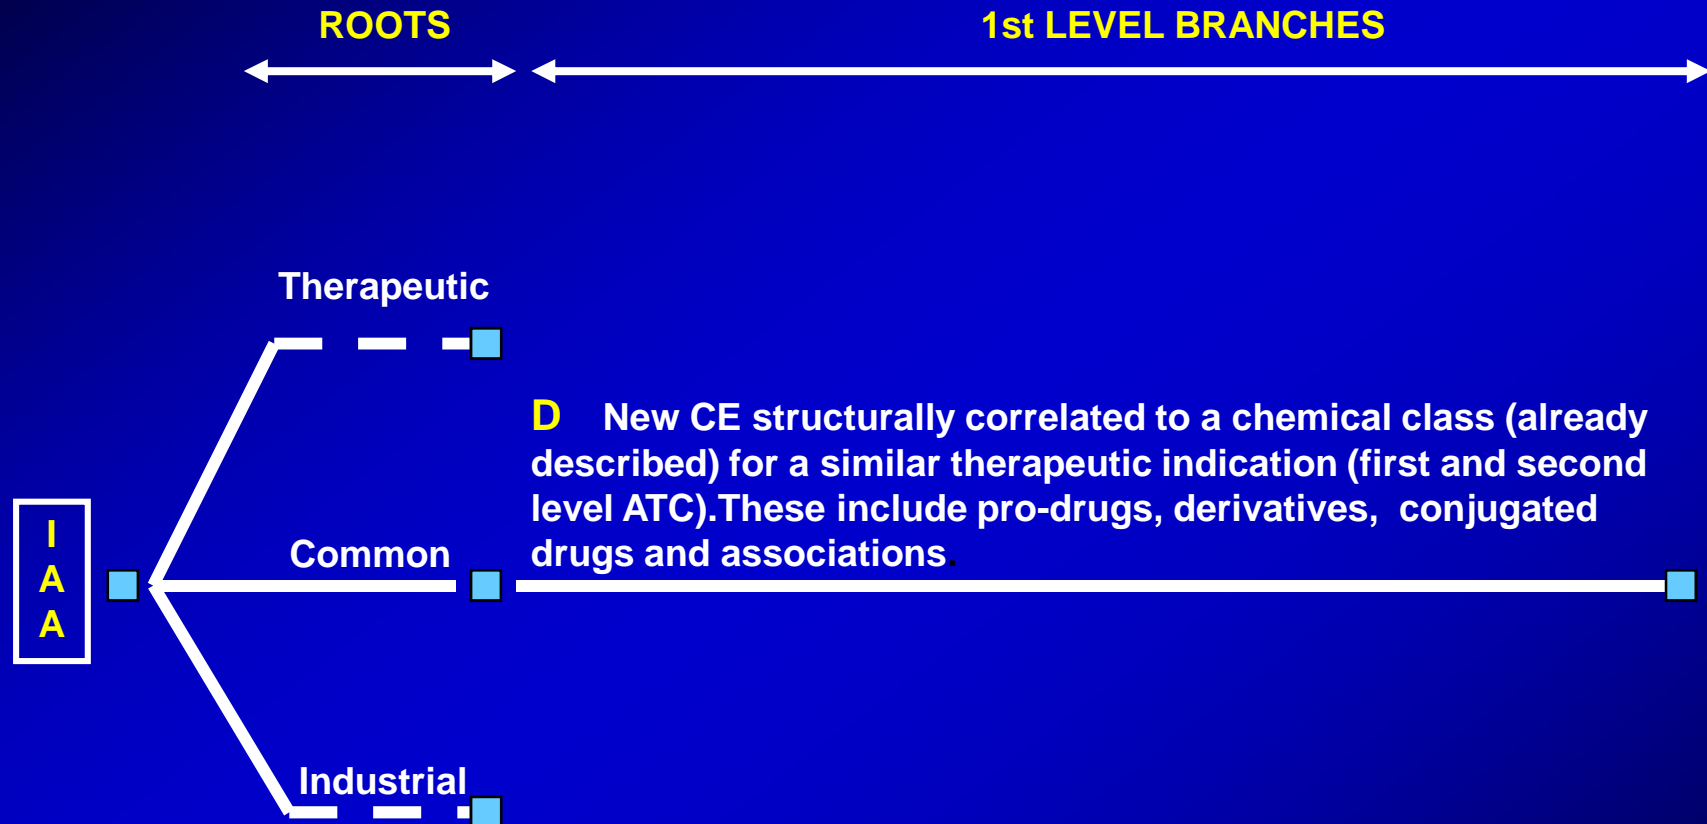 ROOTS
1st LEVEL BRANCHES
Therapeutic
D New CE structurally correlated to a chemical class (already
described) for a similar therapeutic indication (first and second
level ATC).These include pro-drugs, derivatives, conjugated
drugs and associations.
Common
I
A
A
Industrial